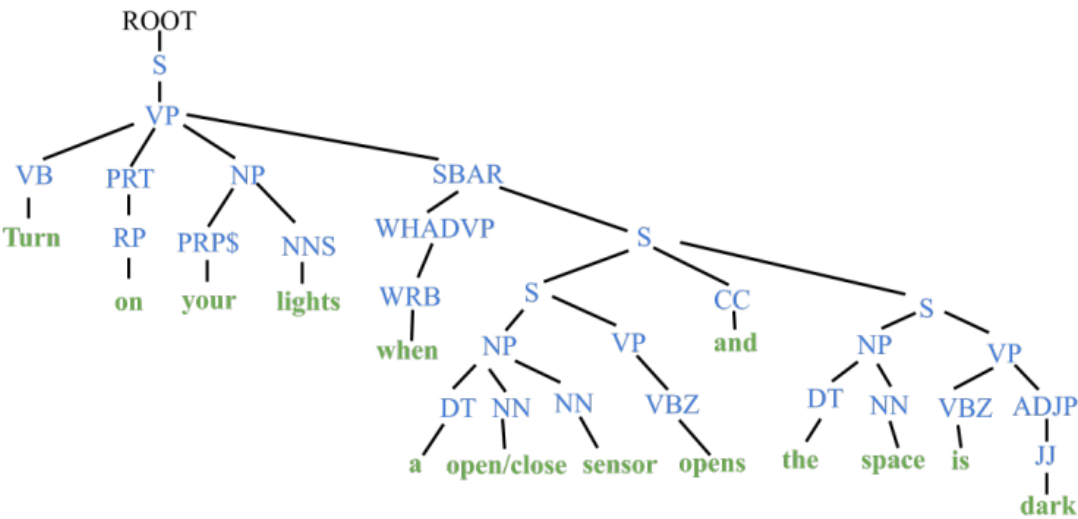 ROOT
S
VP
VB PRT NP SBAR
Turn RP PRP$ NNS WHADVP S
on your lights WRB S CC S
when NP VP and NP VP
DT NN NN VBZ DT NN VBZ ADJP
a open/close sensor opens the space is JJ
dark